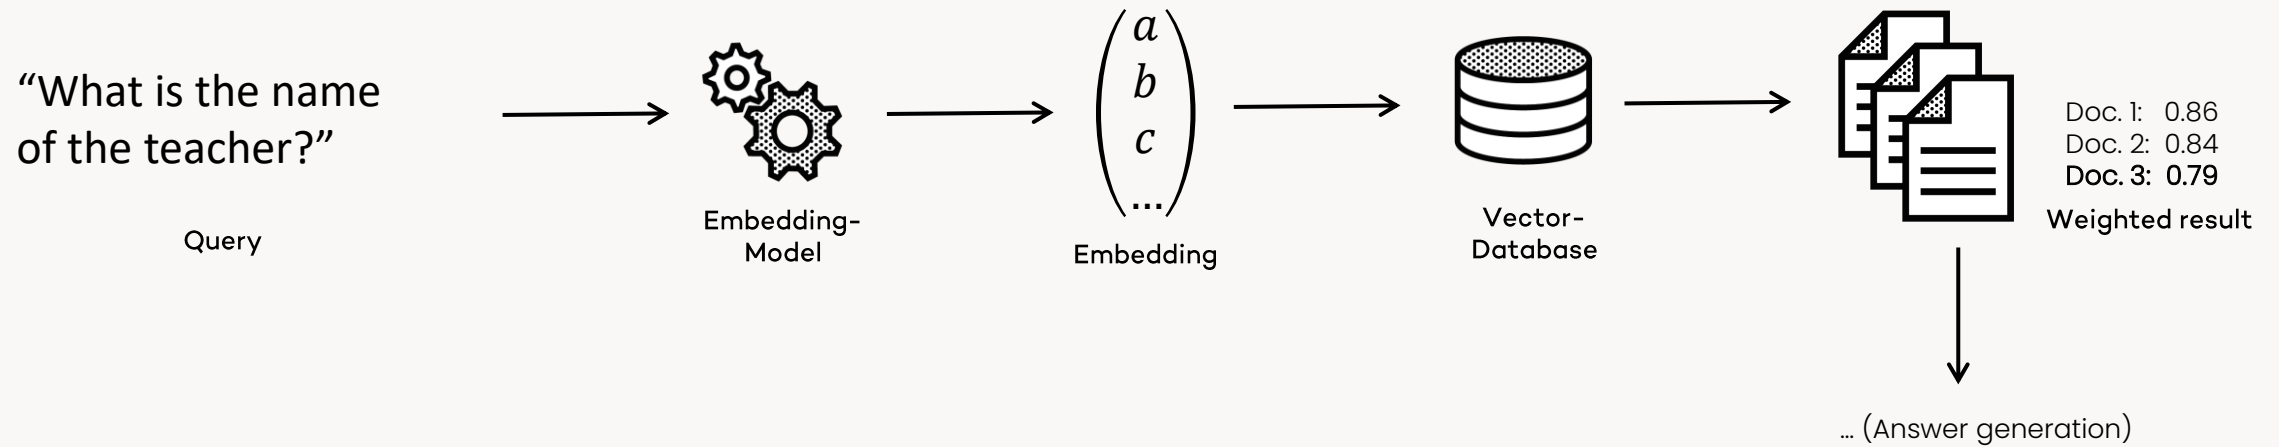 “What is the name
of the teacher?”
Query
Embedding-
Model
a
b
c
...
Embedding
Vector-
Database
Doc. 1: 0.86
Doc. 2: 0.84
Doc. 3: 0.79
Weighted result
... (Answer generation)